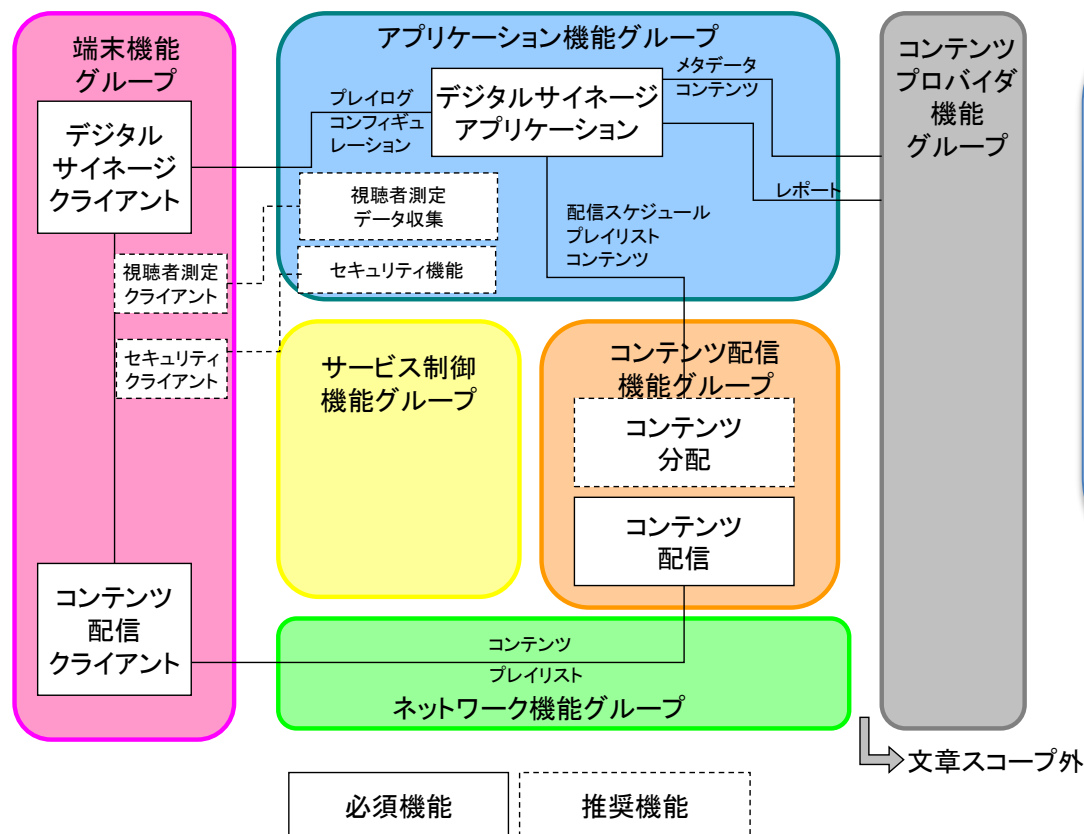 端末機能
グループ
デジタル
サイネージ
クライアント
視聴者測定
クライアント
セキュリティ
クライアント
コンテンツ
配信
クライアント
アプリケーション機能グループ
プレイログ
コンフィギュ
レーション
デジタルサイネージ
アプリケーション
メタデータ
コンテンツ
レポート
視聴者測定
データ収集
セキュリティ機能
配信スケジュール
プレイリスト
コンテンツ
サービス制御
機能グループ
コンテンツ配信
機能グループ
コンテンツ
分配
コンテンツ
配信
コンテンツ
プレイリスト
ネットワーク機能グループ
コンテンツ
プロバイダ
機能
グループ
文章スコープ外
必須機能
推奨機能